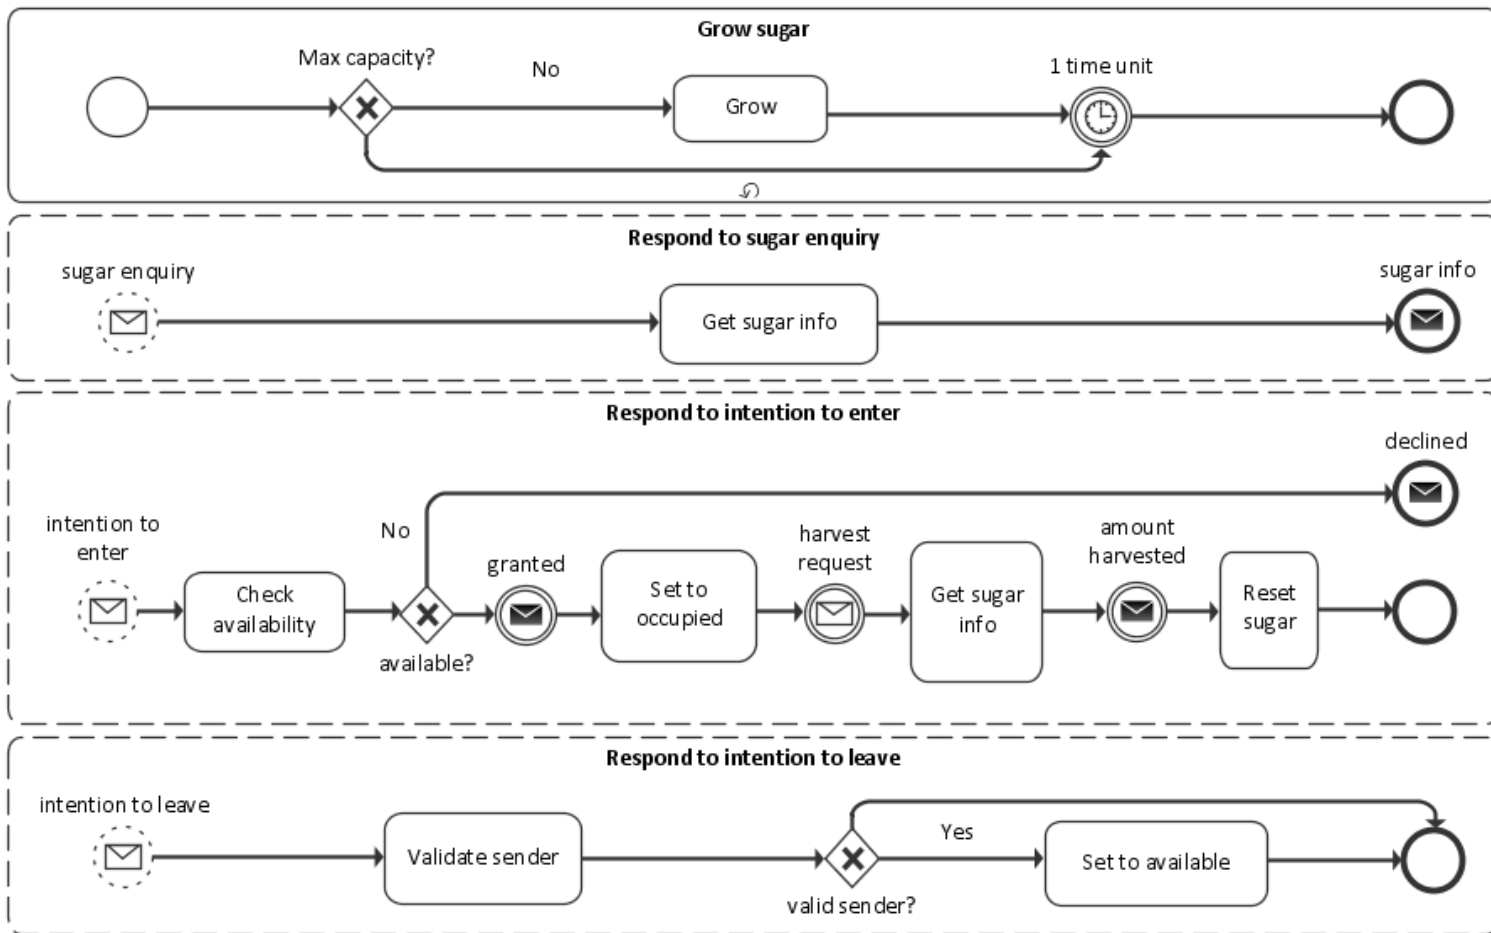 Grow sugar
Max capacity?
No
1 time unit
Grow
Respond to sugar enquiry
sugar enquiry
sugar info
Get sugar info
Respond to intention to enter
declined
intention to
enter
No
granted
harvest
request
amount
harvested
Check
availability
Set to
occupied
Get sugar
info
Reset
sugar
available?
Respond to intention to leave
intention to leave
Yes
Validate sender
Set to available
valid sender?